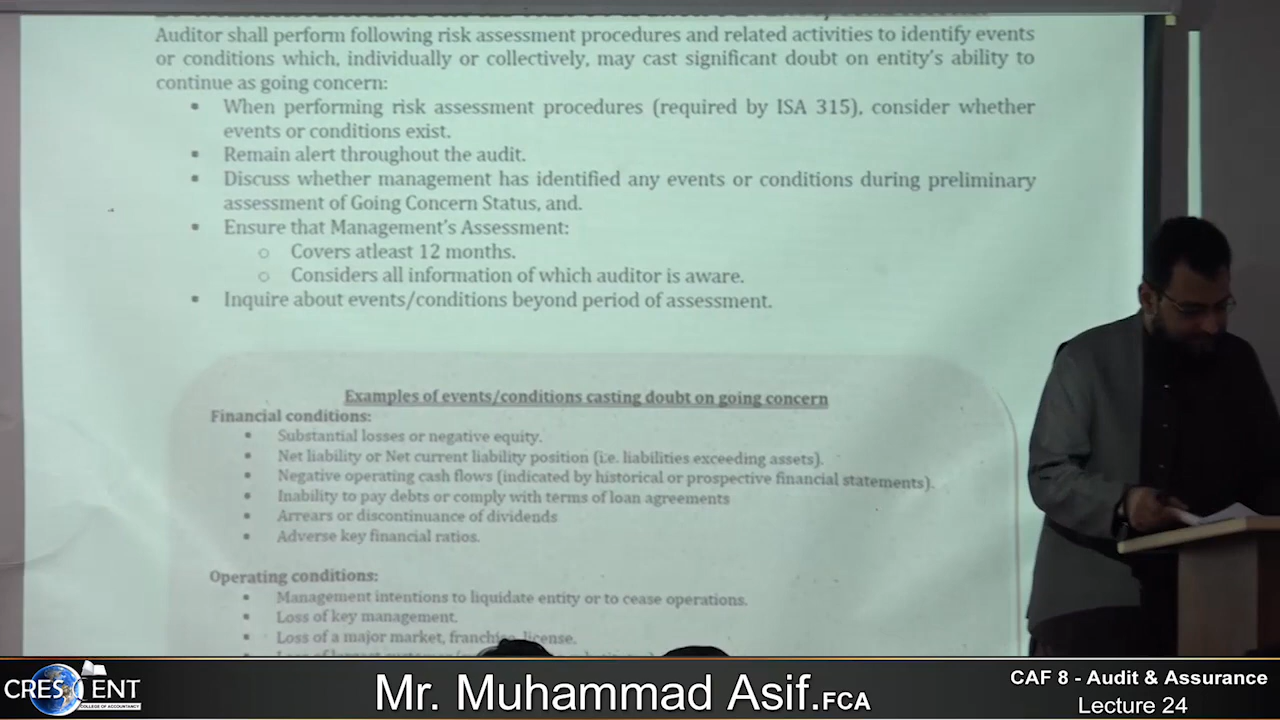 Auditor shall perform following risk assessment procedures and related activities to identify events
or conditions which, individually or collectively, may cast significant doubt on entity's ability to
continue as going concern:
▪ When performing risk assessment procedures (required by ISA 315), consider whether
events or conditions exist.
▪ Remain alert throughout the audit.
▪ Discuss whether management has identified any events or conditions during preliminary
assessment of Going Concern Status, and.
▪ Ensure that Management's Assessment:
o Covers atleast 12 months.
o Considers all information of which auditor is aware.
▪ Inquire about events/conditions beyond period of assessment.
Examples of events/conditions casting doubt on going concern
Financial conditions:
▪ Substantial losses or negative equity.
▪ Net liability or Net current liability position (i.e. liabilities exceeding assets).
▪ Negative operating cash flows (indicated by historical or prospective financial statements).
▪ Inability to pay debts or comply with terms of loan agreements
▪ Arrears or discontinuance of dividends
▪ Adverse key financial ratios.
Operating conditions:
▪ Management intentions to liquidate entity or to cease operations.
▪ Loss of key management.
▪ Loss of a major market, franchise, license.
CRESCENT
COLLEGE OF ACCOUNTANCY
Mr. Muhammad Asif.FCA
CAF 8 - Audit & Assurance
Lecture 24